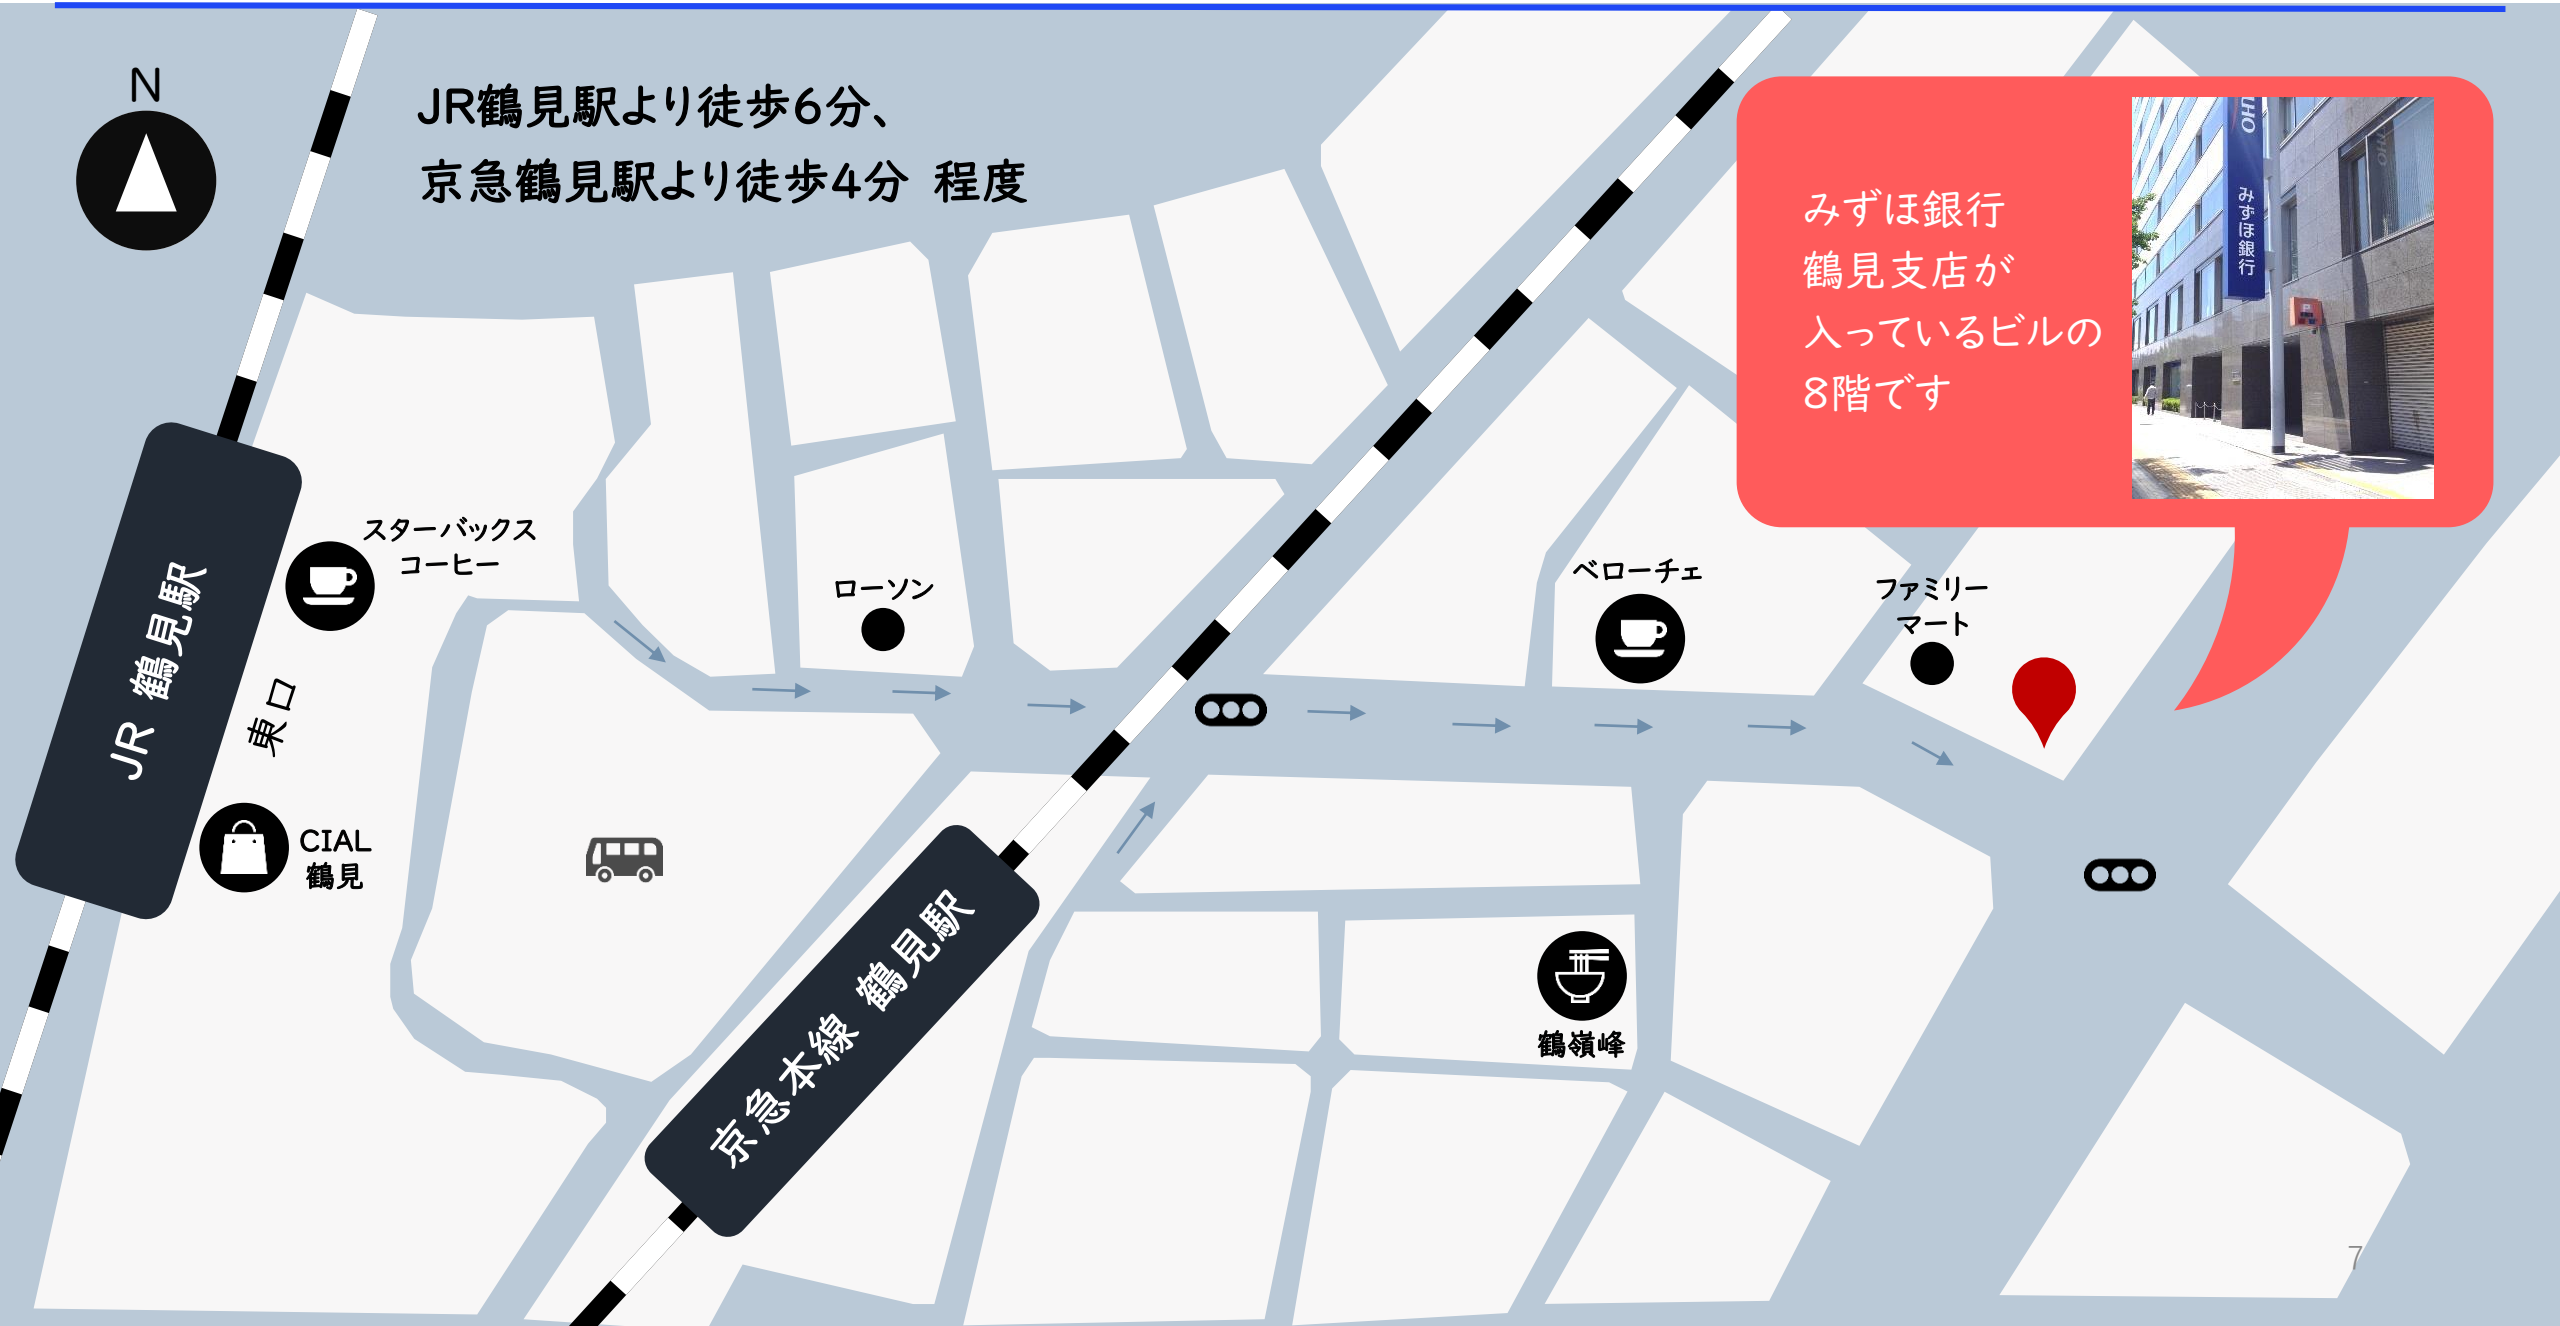 N
JR鶴見駅より徒歩6分、
京急鶴見駅より徒歩4分 程度
みずほ銀行
鶴見支店が
入っているビルの
8階です
UHO
みずほ銀行
スターバックス
コーヒー
ローソン
ベローチェ
ファミリー
マート
JR 鶴見駅
東口
CIAL
鶴見
京急本線 鶴見駅
鶴嶺峰
7